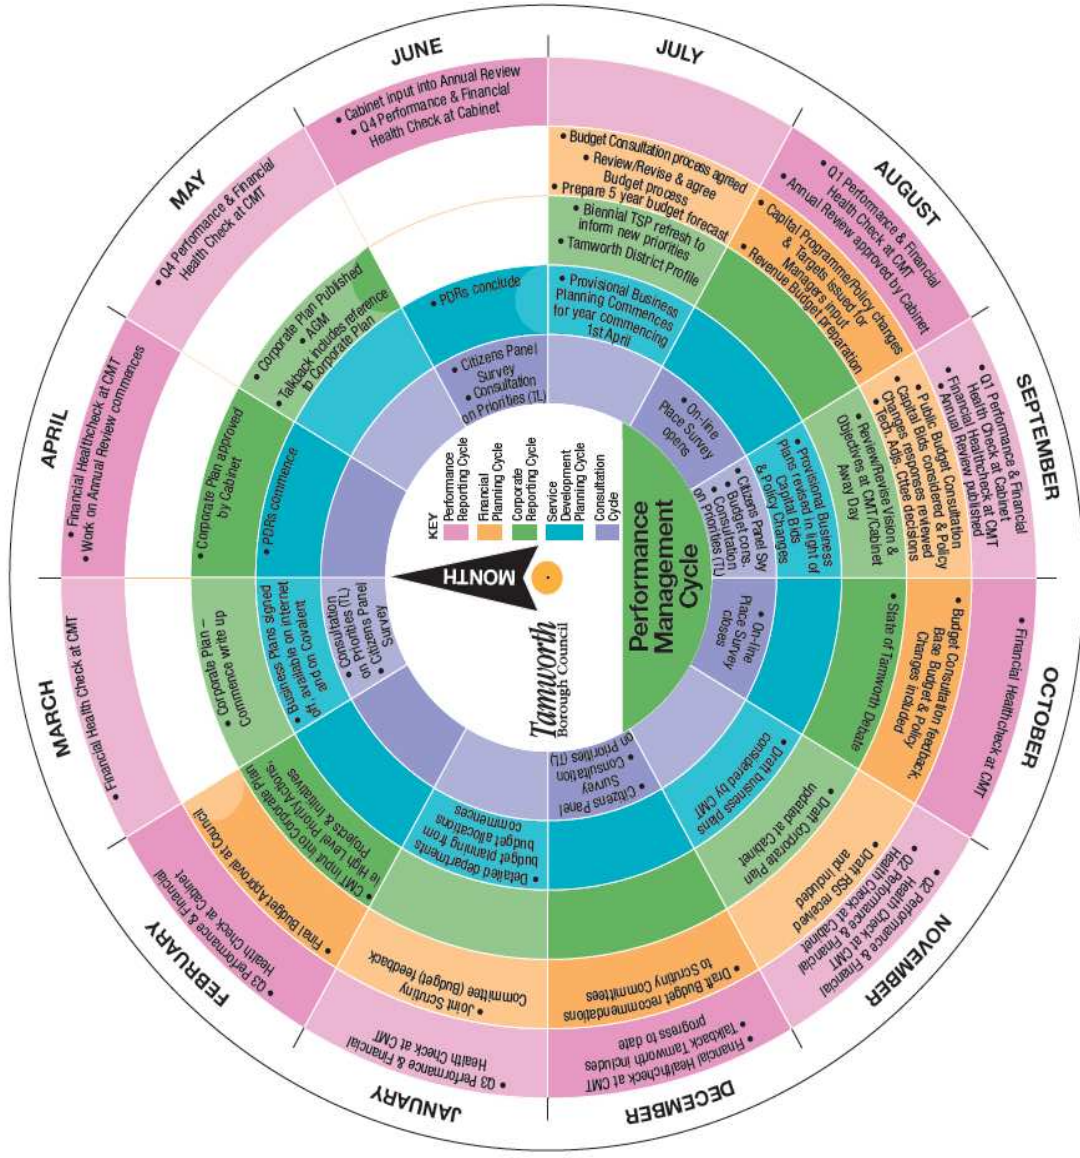 JUNE
• Cabinet input into Annual Review
• Q4 Performance & Financial
Health Check at Cabinet
• PDRs conclude
• Citizens Panel
Survey
• Consultation
on Priorities (TL)
JULY
• Budget Consultation process agreed
• Review/Revise & agree
Budget process
• Prepare 5 year budget forecast
• Biennial TSP refresh to
inform new priorities
• Tamworth District Profile
• Provisional Business
Planning Commences
for year commencing
1st April
AUGUST
• Q1 Performance & Financial
Health Check at CMT
• Annual Review approved by Cabinet
• Capital Programme/Policy changes
& Targets issued for
Managers input
• Revenue Budget preparation
• On-line
Place Survey
opens
SEPTEMBER
• Q1 Performance & Financial
Health Check at Cabinet
• Financial Healthcheck at CMT
• Annual Review published
• Public Budget Consultation
• Capital Bids considered & Policy
Changes responses reviewed
• Tech Adjs. Cttee decisions
• Review/Revise Vision &
Objectives at CMT/Cabinet
Away Day
• Provisional Business
Plans revised in light of
Capital Bids
& Policy Changes
• Citizens Panel
• Budget cons.
• Consultation
on Priorities (TL)
OCTOBER
• Financial Healthcheck at CMT
• Budget Consultation feedback.
Base Budget & Policy
Changes included
• State of Tamworth Debate
• On-line
Place Survey
closes
NOVEMBER
• Q2 Performance & Financial
Health Check at CMT
• Q2 Performance & Financial
Health Check at Cabinet
• Draft RSG received
and included
• Draft Corporate Plan
updated at Cabinet
• Draft business plans
considered by CMT
DECEMBER
• Financial Healthcheck at CMT
• Talkback Tamworth includes
progress to date
• Draft Budget recommendations
to Scrutiny Committees
• Citizens Panel
Survey
• Consultation
on Priorities (TL)
JANUARY
• Q3 Performance & Financial
Health Check at CMT
• Joint Scrutiny
Committee (Budget) feedback
• Detailed departments
budget planning from
budget allocations
commences
FEBRUARY
• Q3 Performance & Financial
Health Check at Cabinet
• Final Budget Approval at Council
• CMT input into Corporate Plan
ie High Level Priority Actions,
Projects & Initiatives
MARCH
• Financial Health Check at CMT
• Corporate Plan –
Commence write up
• Business Plans signed
off, available on internet
and on Covalent
• Consultation
on Priorities (TL)
• Citizens Panel
Survey
APRIL
• Financial Healthcheck at CMT
• Work on Annual Review commences
• Corporate Plan approved
by Cabinet
• PDRs commence
MAY
• Q4 Performance & Financial
Health Check at CMT
• Corporate Plan Published
• AGM
• Talkback includes reference
to Corporate Plan
KEY
Performance
Reporting Cycle
Financial
Planning Cycle
Corporate
Reporting Cycle
Service
Development
Planning Cycle
Consultation
Cycle
MONTH
Tamworth
Borough Council
Performance
Management
Cycle